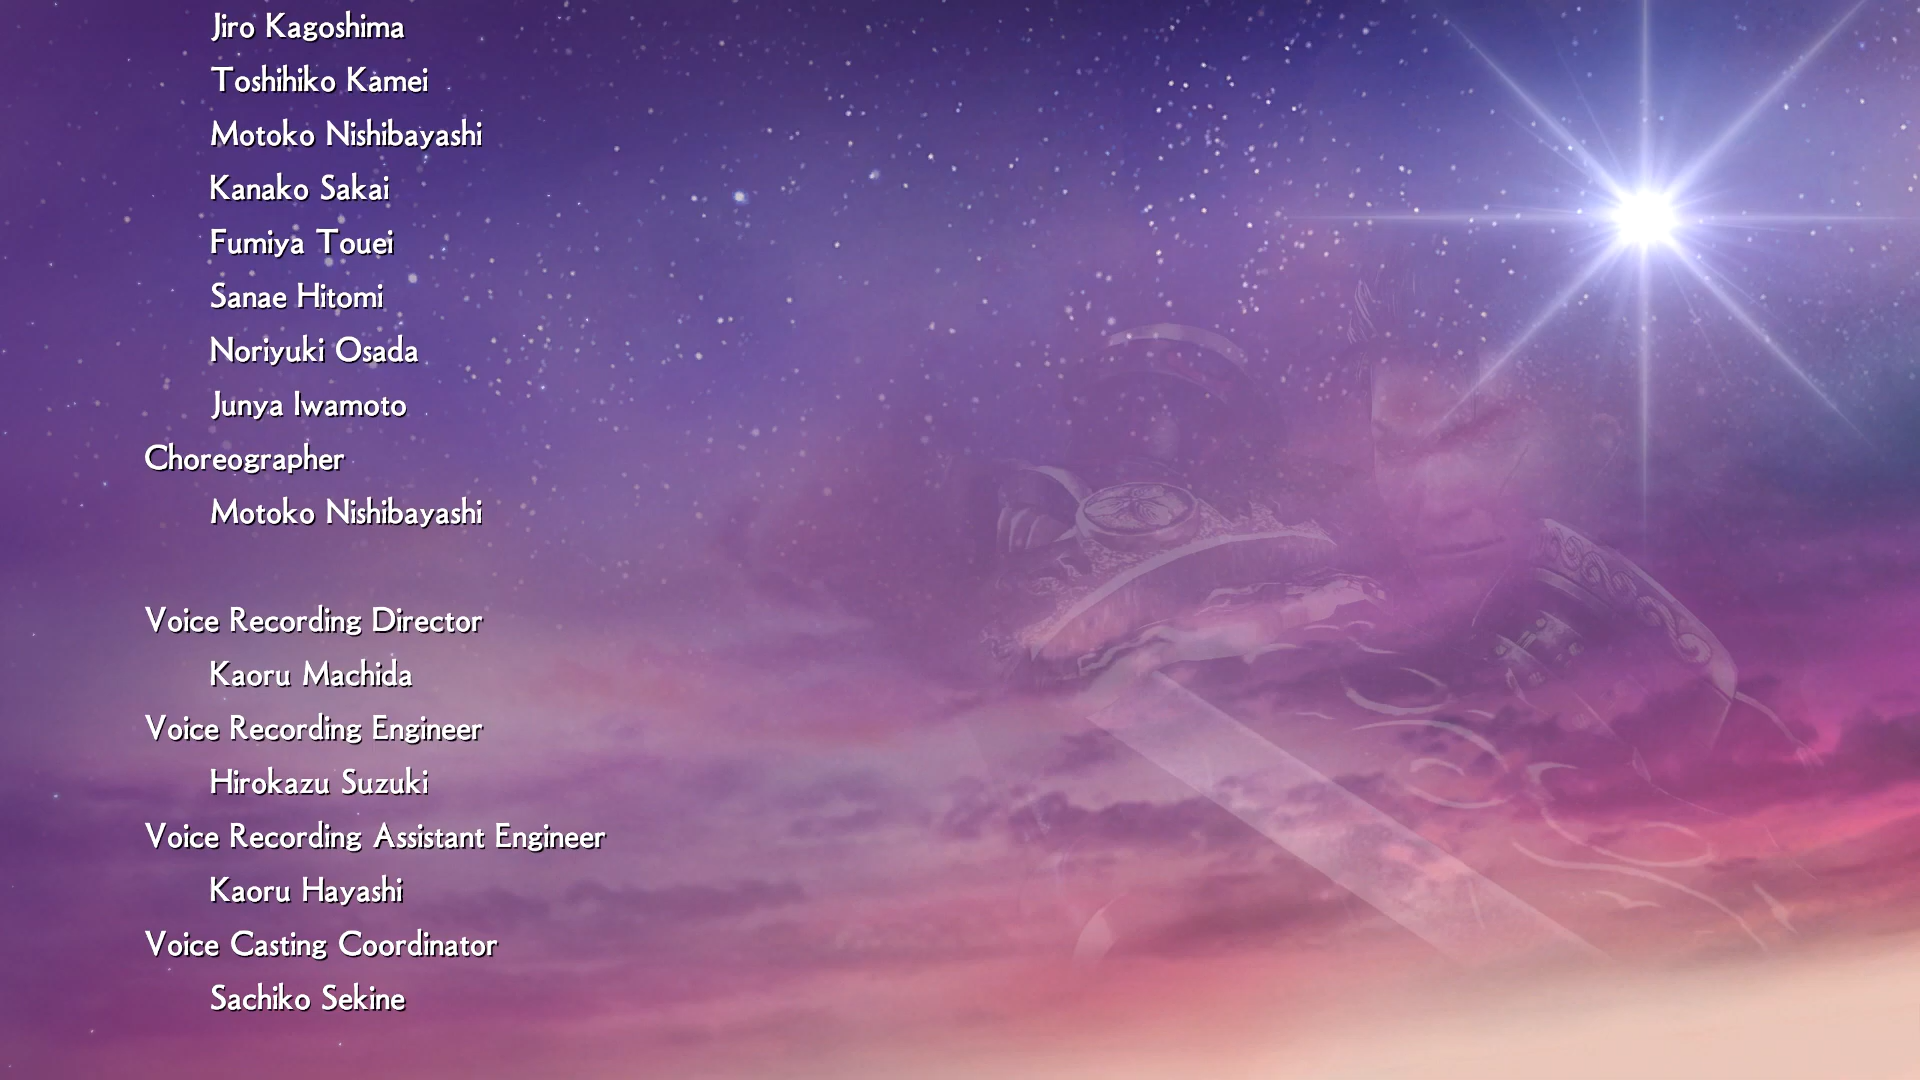 Jiro Kagoshima
Toshihiko Kamei
Motoko Nishibayashi
Kanako Sakai
Fumiya Touei
Sanae Hitomi
Noriyuki Osada
Junya Iwamoto
Choreographer
Motoko Nishibayashi
Voice Recording Director
Kaoru Machida
Voice Recording Engineer
Hirokazu Suzuki
Voice Recording Assistant Engineer
Kaoru Hayashi
Voice Casting Coordinator
Sachiko Sekine